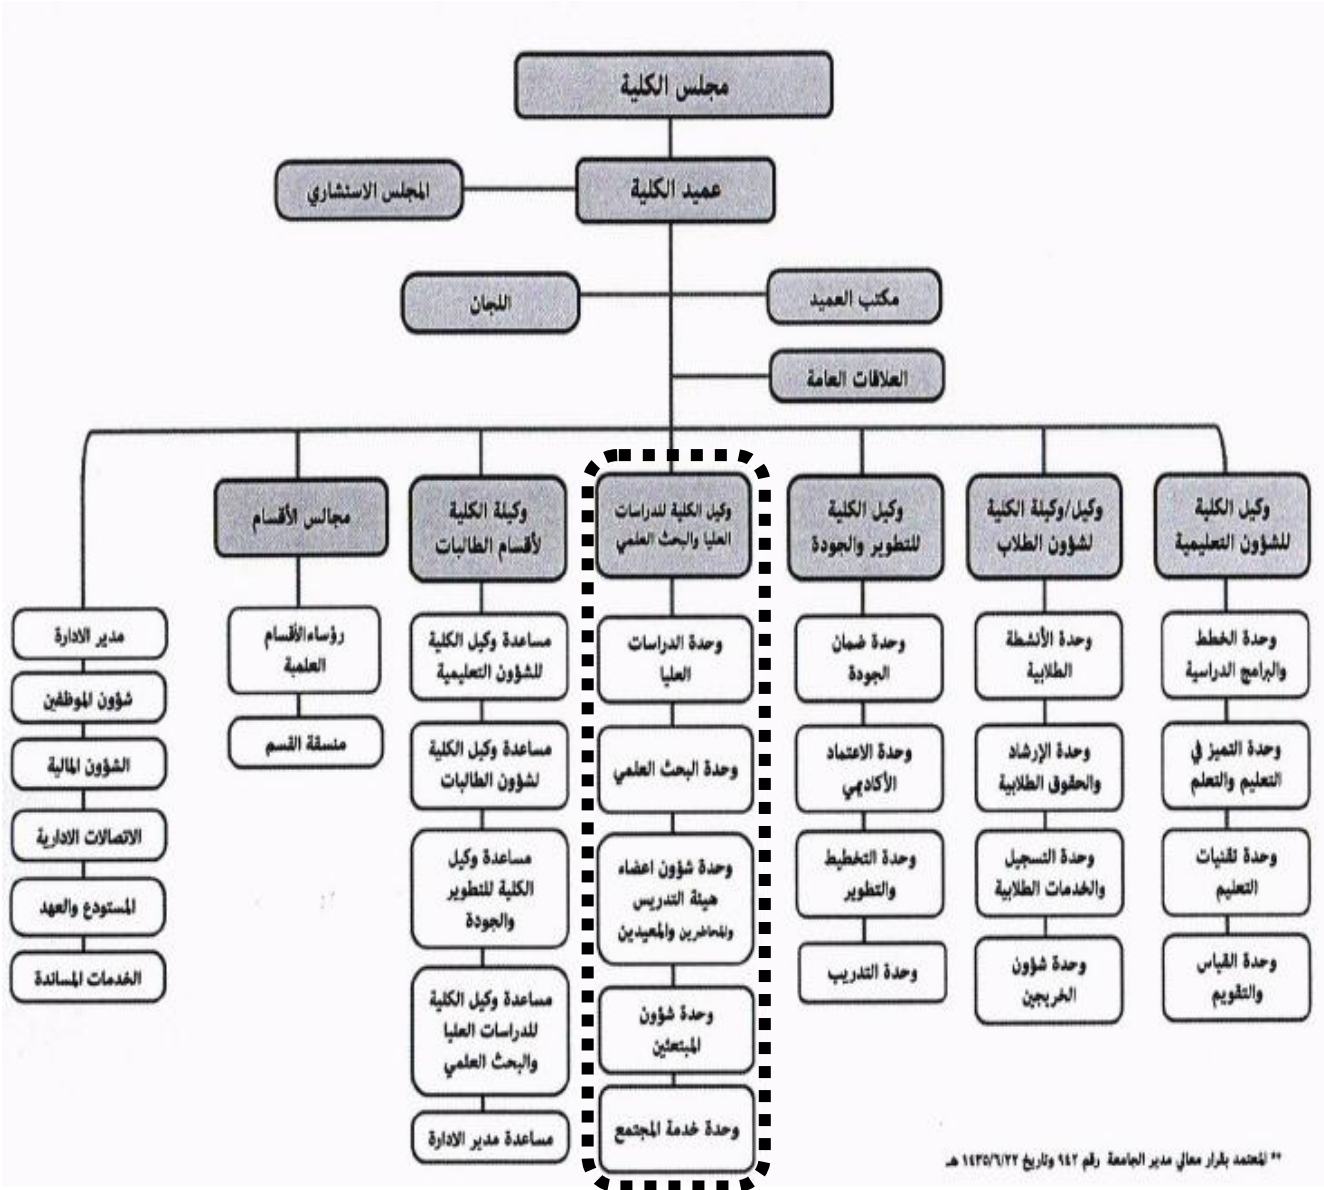 مجلس الكلية
عميد الكلية
المجلس الاستشاري
مكتب العميد
اللجان
العلاقات العامة
وكيل الكلية
للشؤون التعليمية
وحدة الخطط
والبرامج الدراسية
وحدة التميز في
التعليم والتعلم
وحدة تقنيات
التعليم
وحدة القياس
والتقويم
وكيل/وكيلة الكلية
لشؤون الطلاب
وحدة الأنشطة
الطلابية
وحدة الإرشاد
والحقوق الطلابية
وحدة التسجيل
والخدمات الطلابية
وحدة شؤون
الخريجين
وكيل الكلية
للتطوير والجودة
وحدة ضمان
الجودة
وحدة الاعتماد
الأكاديمي
وحدة التخطيط
والتطوير
وحدة التدريب
وكيل الكلية للدراسات
العليا والبحث العلمي
وحدة الدراسات
العليا
وحدة البحث العلمي
وحدة شؤون اعضاء
هيئة التدريس
والمحاضرين والمعيدين
وحدة شؤون
المبتعثين
وحدة خدمة المجتمع
وكيلة الكلية
لأقسام الطالبات
مساعدة وكيل الكلية
للشؤون التعليمية
مساعدة وكيل الكلية
لشؤون الطالبات
مساعدة وكيل
الكلية للتطوير
والجودة
مساعدة وكيل الكلية
للدراسات العليا
والبحث العلمي
مساعدة مدير الادارة
مجالس الأقسام
رؤساء الأقسام
العلمية
منسقة القسم
مدير الادارة
شؤون الموظفين
الشؤون المالية
الاتصالات الادارية
المستودع والعهد
الخدمات المساندة
** المعتمد بقرار معالي مدير الجامعة رقم ٩٤٢ وتاريخ ١٤٣٥/٦/٢٢ هـ